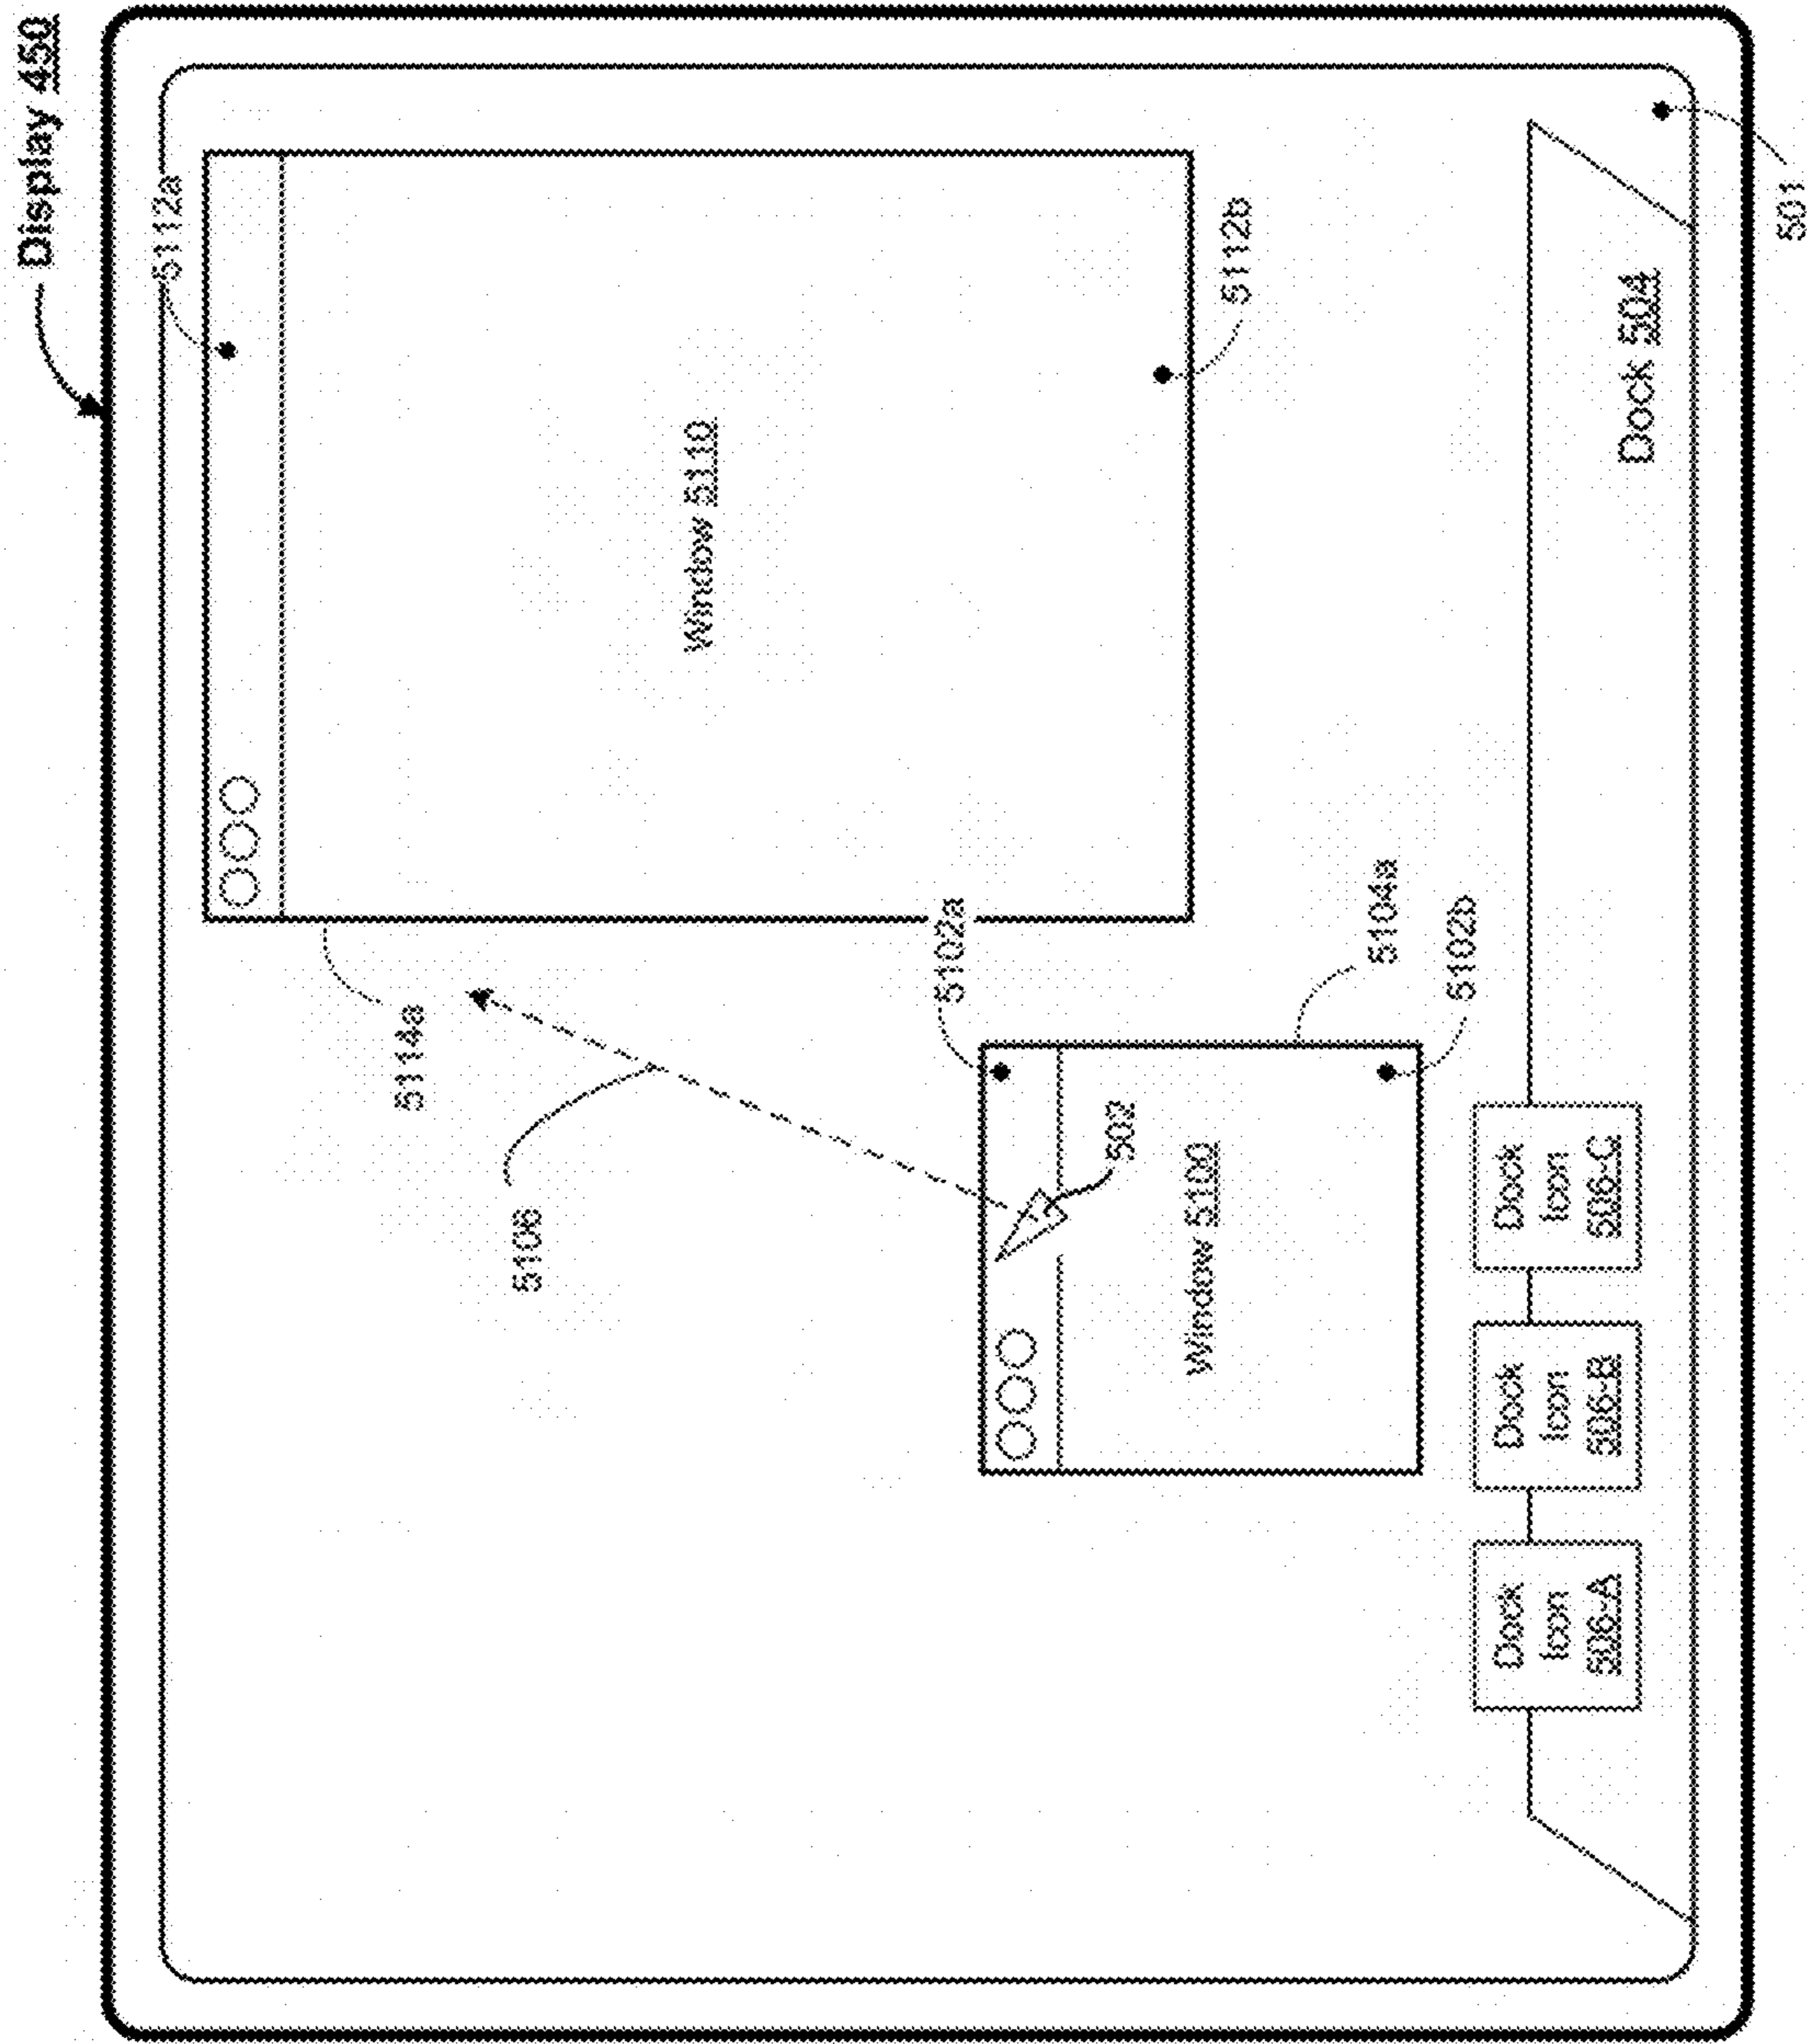 Display 450
5112a
Window 5110
5112b
5114a
5106
5102a
502
Window 5100
5104a
5102b
Dock
Icon
506-A
Dock
Icon
506-B
Dock
Icon
506-C
Dock 504
501